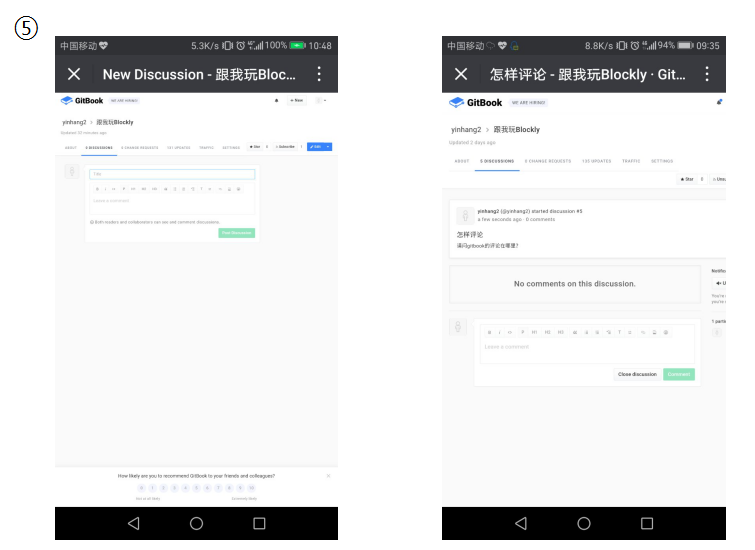 ⑤
中国移动 5.3K/s 100% 10:48
New Discussion - 跟我玩Bloc...
GitBook WE ARE HIRING! + New
yinhang2 > 跟我玩Blockly
Updated 10 minutes ago
ABOUT 5 DISCUSSIONS 0 CHANGE REQUESTS 131 UPDATES TRAFFIC SETTINGS Star 0 Subscribe 1 Edit
Title
Leave a comment
Both readers and collaborators can see and comment discussions.
How likely are you to recommend GitBook to your friends and colleagues?
0 1 2 3 4 5 6 7 8 9 10
Not at all likely Extremely likely
中国移动 8.8K/s 94% 09:35
怎样评论 - 跟我玩Blockly · Git...
GitBook WE ARE HIRING!
yinhang2 > 跟我玩Blockly
Updated 2 days ago
ABOUT 5 DISCUSSIONS 0 CHANGE REQUESTS 135 UPDATES TRAFFIC SETTINGS
Star 0
yinhang2 (@yinhang2) started discussion #5
a few seconds ago · 0 comments
怎样评论
请问gitbook的评论在哪里?
No comments on this discussion.
B I H1 H2 H3
Leave a comment
Close discussion Comment